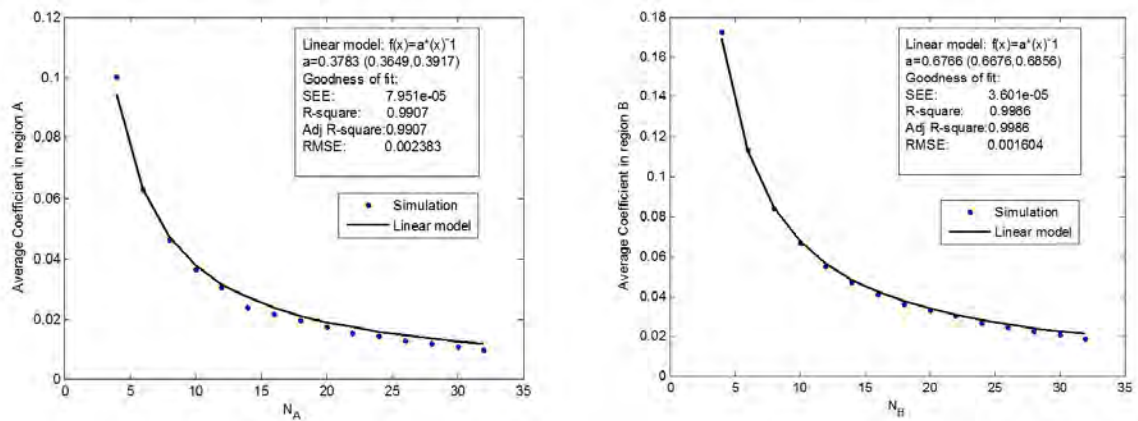 0.12
0.1
0.08
0.06
0.04
0.02
0
Average Coefficient in region A
Linear model: f(x)=a*(x)^-1
a=0.3783 (0.3649,0.3917)
Goodness of fit:
SEE: 7.951e-05
R-square: 0.9907
Adj R-square:0.9907
RMSE: 0.002383
Simulation
Linear model
0 5 10 15 20 25 30 35
N_A
0.18
0.16
0.14
0.12
0.1
0.08
0.06
0.04
0.02
0
Average Coefficient in region B
Linear model: f(x)=a*(x)^-1
a=0.6766 (0.6676,0.6856)
Goodness of fit:
SEE: 3.601e-05
R-square: 0.9986
Adj R-square:0.9986
RMSE: 0.001604
Simulation
Linear model
0 5 10 15 20 25 30 35
N_B